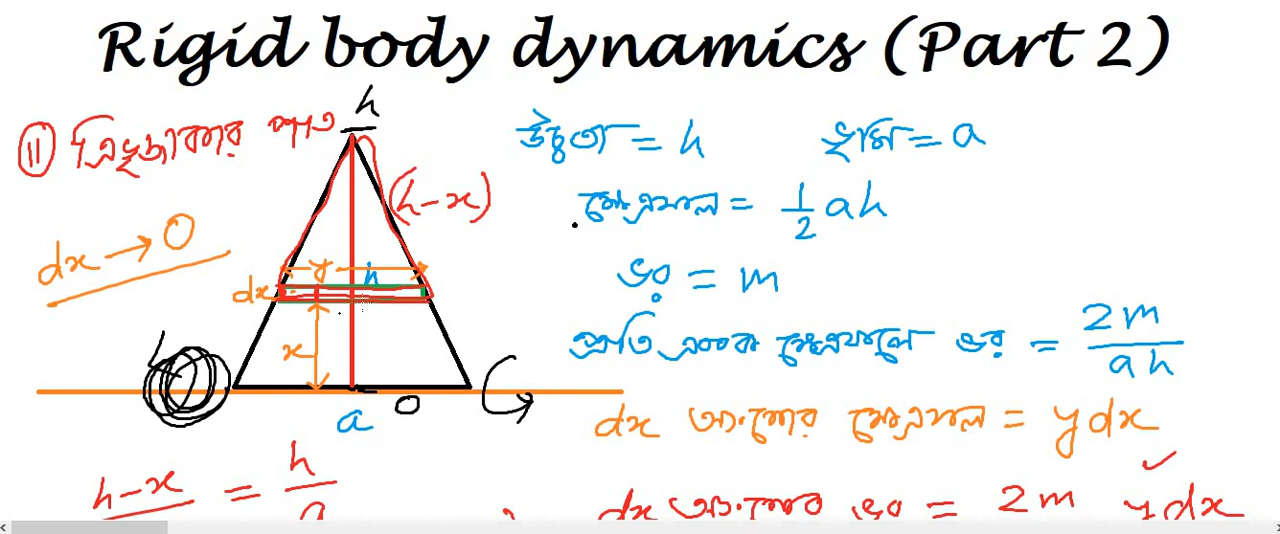 Rigid body dynamics (Part 2)
(ii) ত্রিভূজাকার পাত
h
উচ্চতা = h ভূমি = a
(h-x)
ক্ষেত্রফল = 1/2 ah
dx → 0
y
h
dx
ভর = m
x
প্রতি একক ক্ষেত্রফলে ভর = 2m/ah
a
0
dx অংশের ক্ষেত্রফল = ydx
h-x = h/a
dx অংশের ভর = 2m ydx